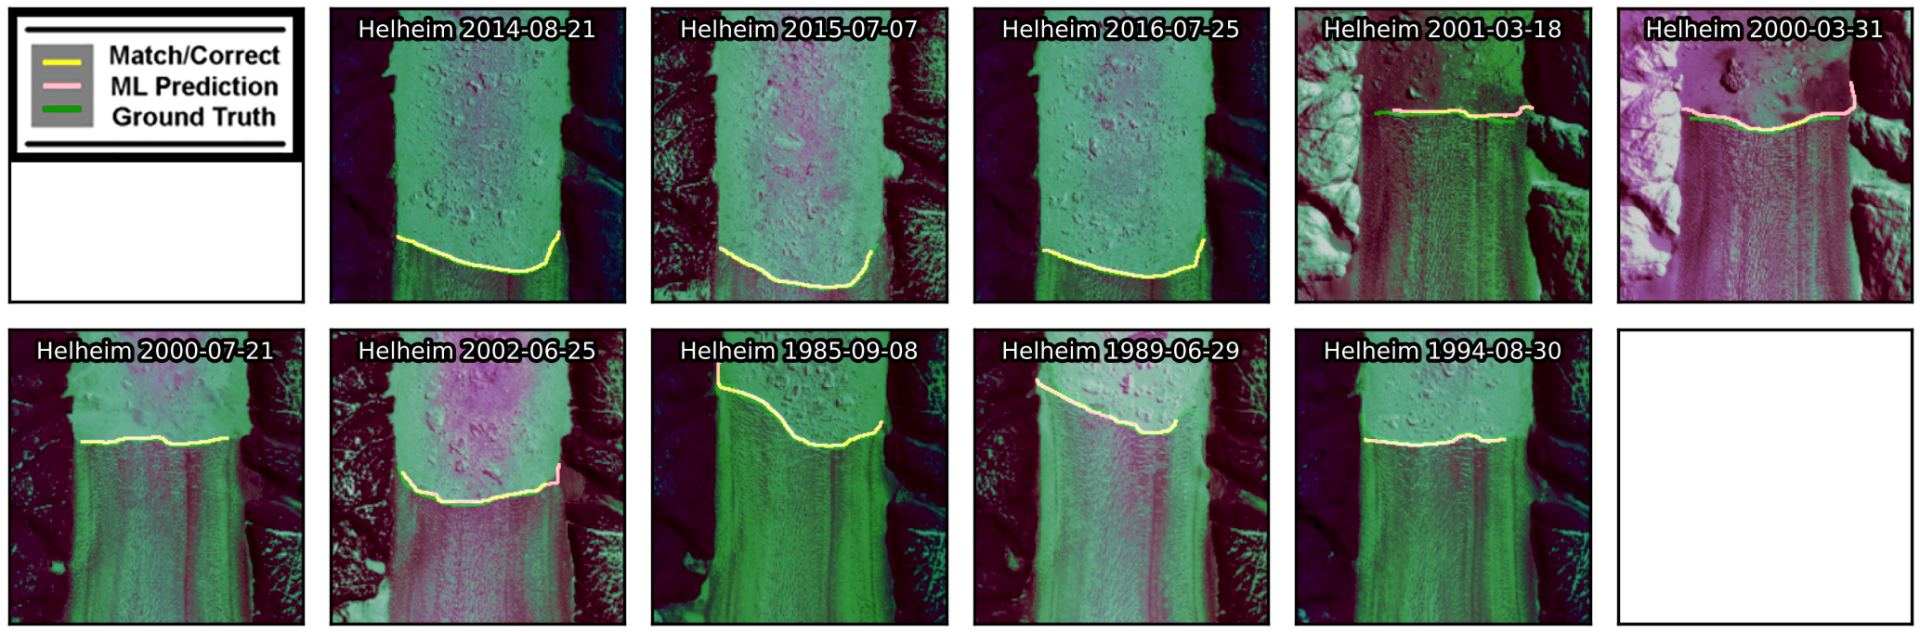 Match/Correct
ML Prediction
Ground Truth
Helheim 2014-08-21
Helheim 2015-07-07
Helheim 2016-07-25
Helheim 2001-03-18
Helheim 2000-03-31
Helheim 2000-07-21
Helheim 2002-06-25
Helheim 1985-09-08
Helheim 1989-06-29
Helheim 1994-08-30